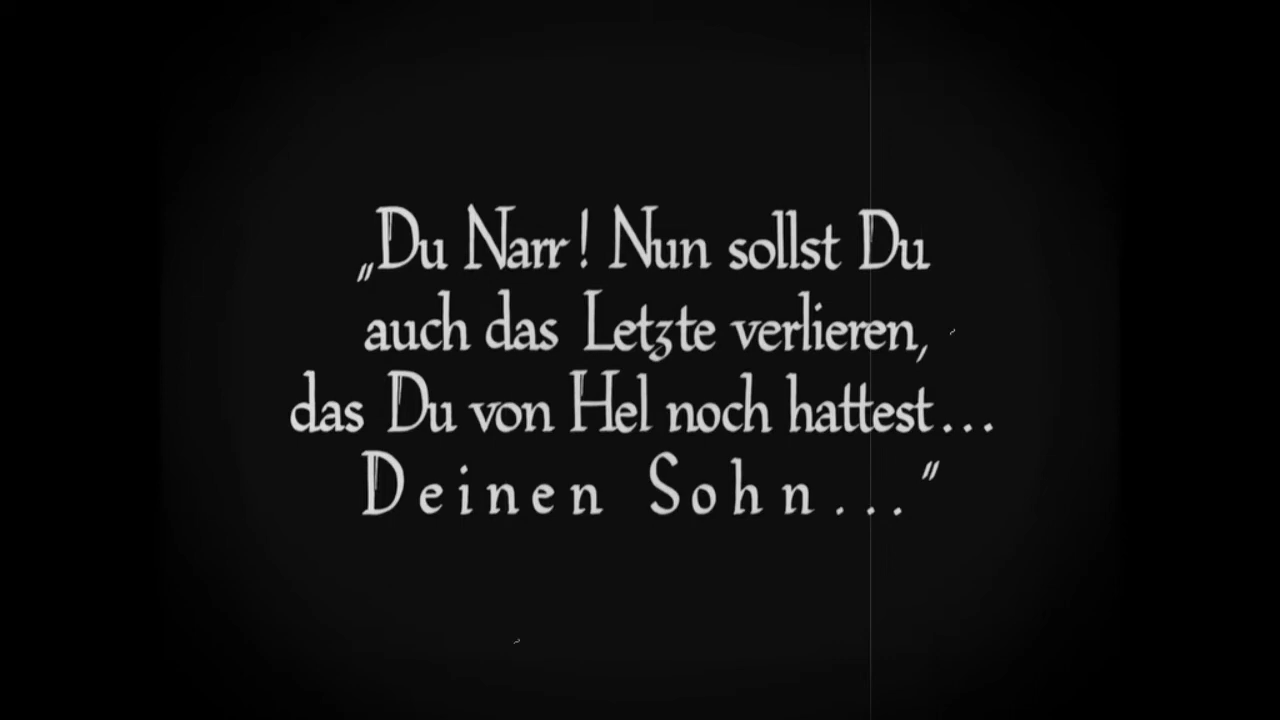 „Du Narr! Nun sollst Du
auch das Letzte verlieren,
das Du von Hel noch hattest...
Deinen Sohn..."